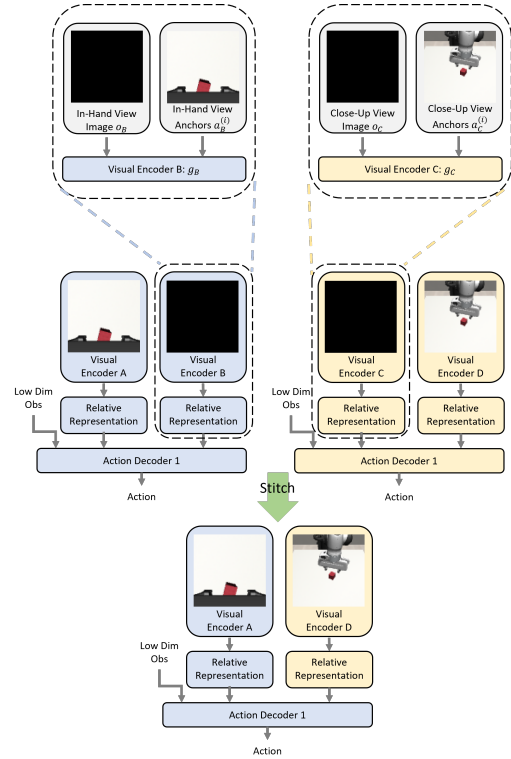 In-Hand View
Image o_B
In-Hand View
Anchors a_B^(i)
Visual Encoder B: g_B
Close-Up View
Image o_C
Close-Up View
Anchors a_C^(i)
Visual Encoder C: g_C
Visual
Encoder A
Visual
Encoder B
Low Dim
Obs
Relative
Representation
Relative
Representation
Action Decoder 1
Action
Visual
Encoder C
Visual
Encoder D
Low Dim
Obs
Relative
Representation
Relative
Representation
Action Decoder 1
Action
Stitch
Visual
Encoder A
Visual
Encoder D
Low Dim
Obs
Relative
Representation
Relative
Representation
Action Decoder 1
Action